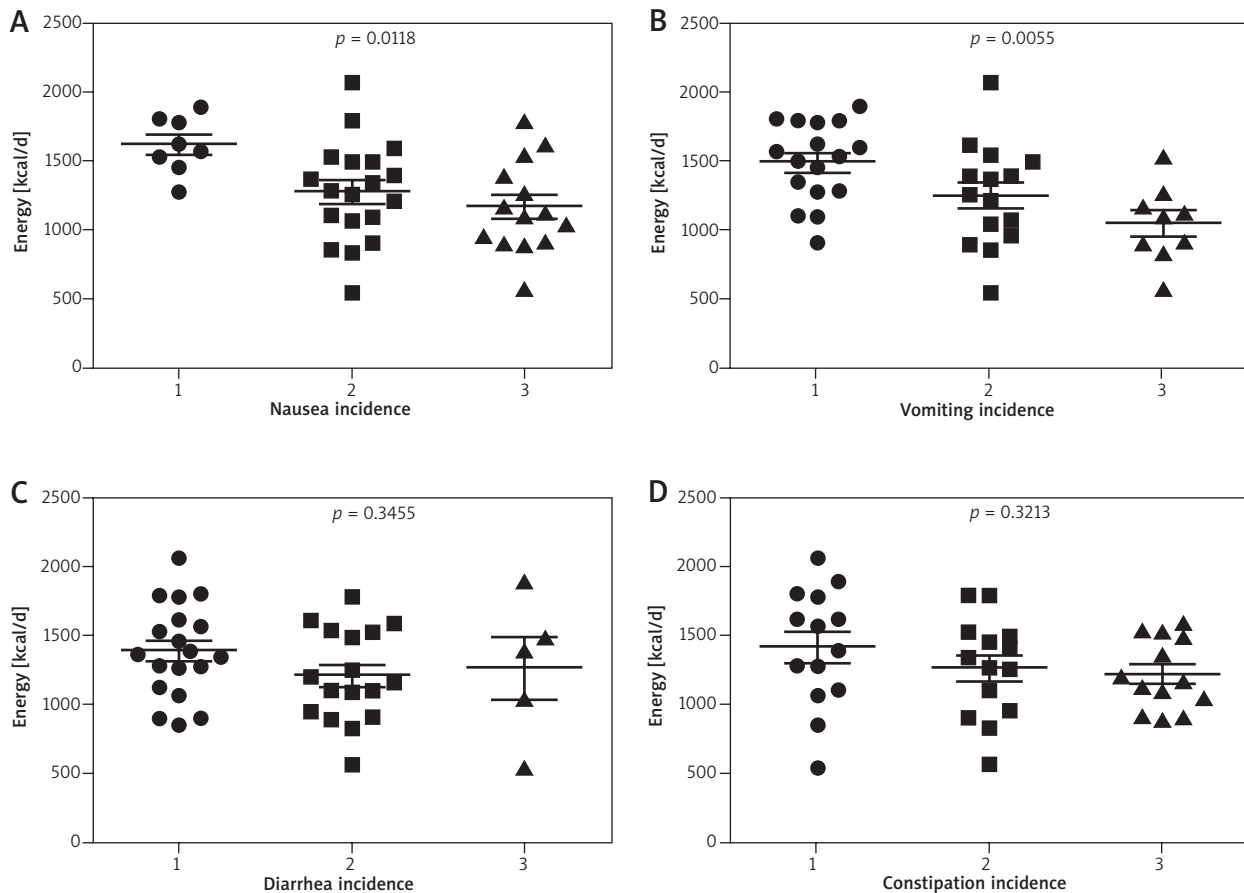 A
p = 0.0118
2500
2000
1500
1000
500
0
Energy [kcal/d]
1 2 3
Nausea incidence
B
p = 0.0055
2500
2000
1500
1000
500
0
Energy [kcal/d]
1 2 3
Vomiting incidence
C
p = 0.3455
2500
2000
1500
1000
500
0
Energy [kcal/d]
1 2 3
Diarrhea incidence
D
p = 0.3213
2500
2000
1500
1000
500
0
Energy [kcal/d]
1 2 3
Constipation incidence